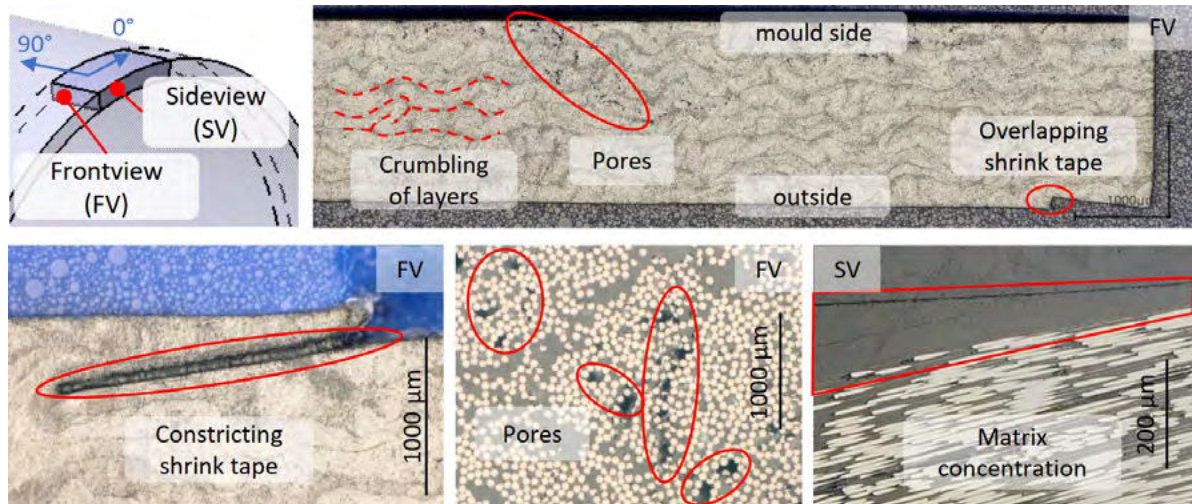 0°
90°
Sideview
(SV)
Frontview
(FV)
FV
mould side
Crumbling
of layers
Pores
Overlapping
shrink tape
outside
1000µm
FV
Constricting
shrink tape
1000 µm
FV
Pores
1000 µm
SV
Matrix
concentration
200 µm